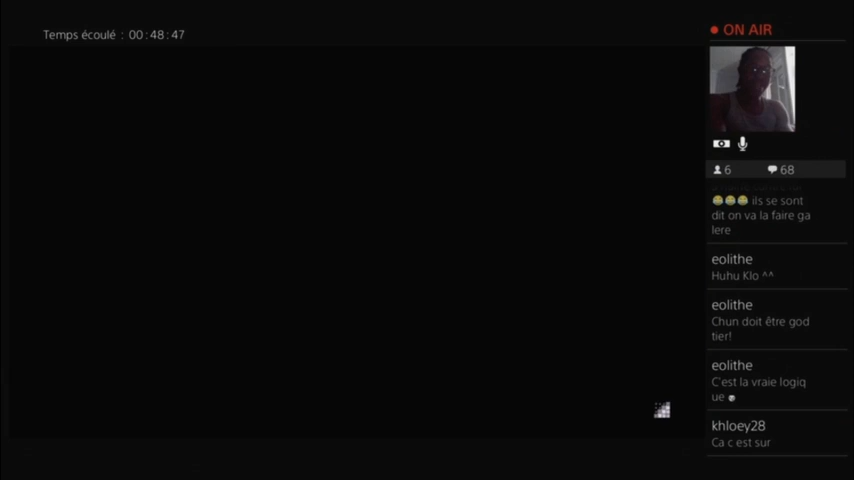 Temps écoulé : 00:48:47
ON AIR
6 68
ils se sont
dit on va la faire ga
lere
eolithe
Huhu Klo ^^
eolithe
Chun doit être god
tier!
eolithe
C'est la vraie logiq
ue
khloey28
Ca c est sur